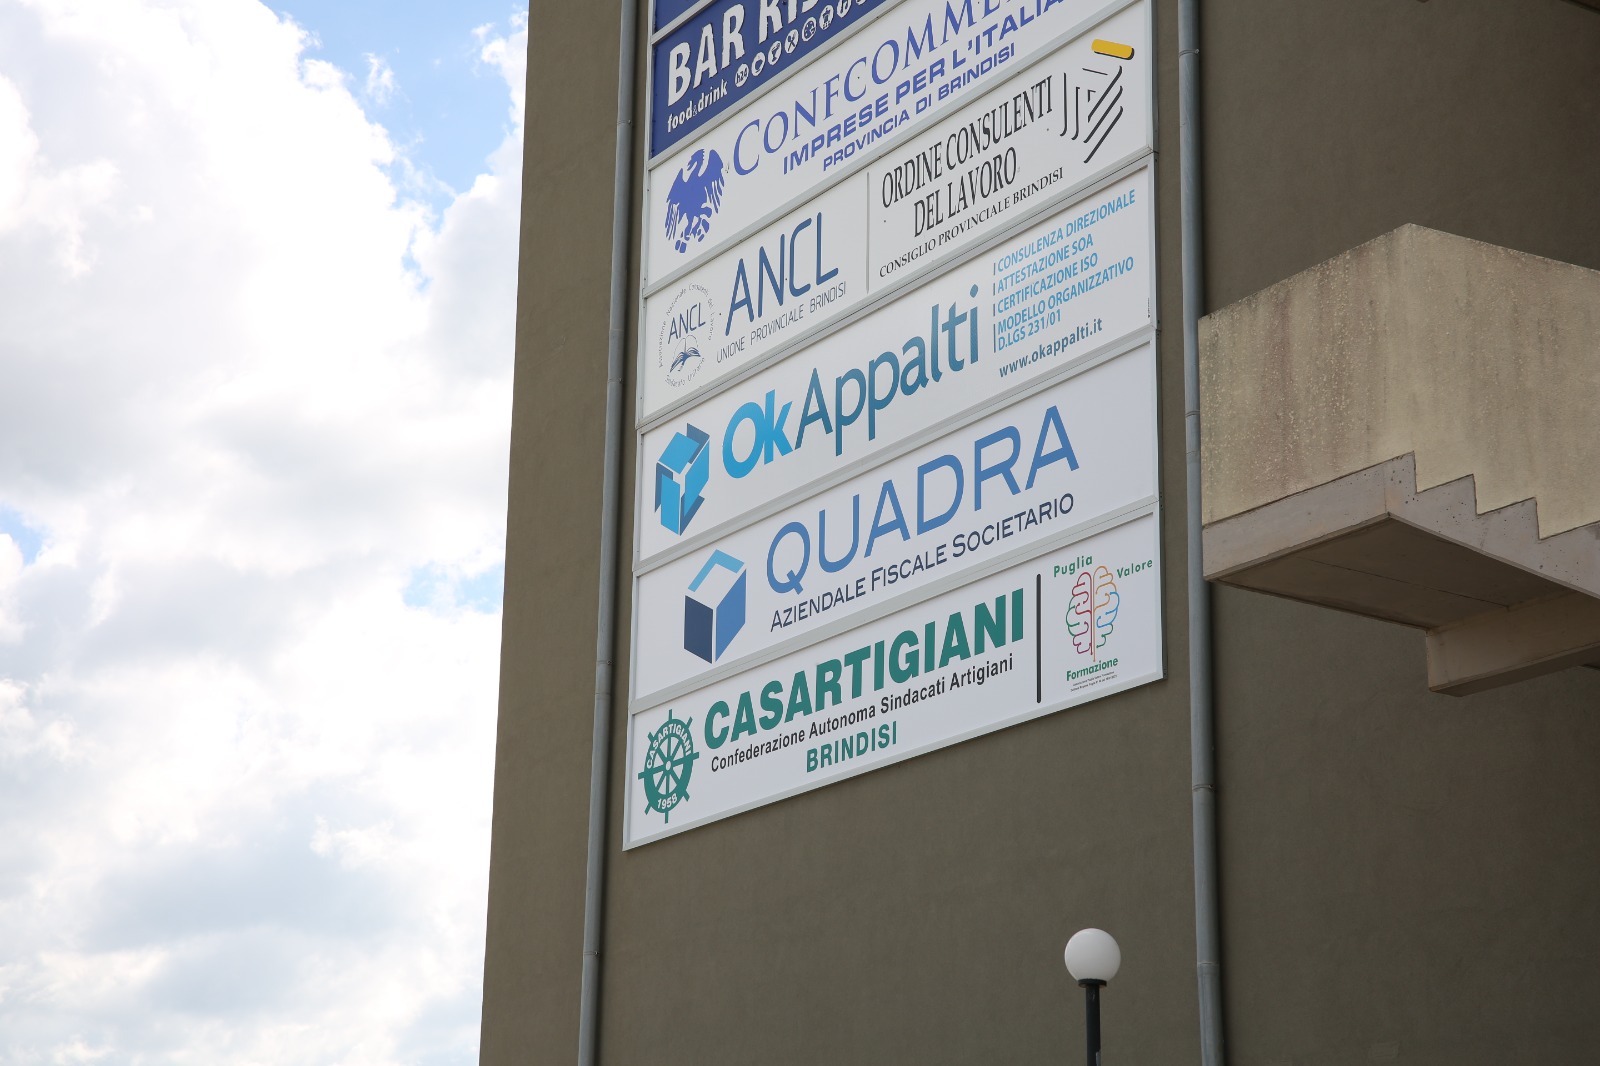 BAR
food&drink
CONFCOMME
IMPRESE PER L'ITALIA
PROVINCIA DI BRINDISI
ANCL
ANCL
UNIONE PROVINCIALE BRINDISI
ORDINE CONSULENTI
DEL LAVORO
CONSIGLIO PROVINCIALE BRINDISI
OkAppalti
CONSULENZA DIREZIONALE
ATTESTAZIONE SOA
CERTIFICAZIONE ISO
MODELLO ORGANIZZATIVO
D.LGS 231/01
www.okappalti.it
QUADRA
AZIENDALE FISCALE SOCIETARIO
CASARTIGIANI
1958
CASARTIGIANI
Confederazione Autonoma Sindacati Artigiani
BRINDISI
Puglia
Valore
Formazione